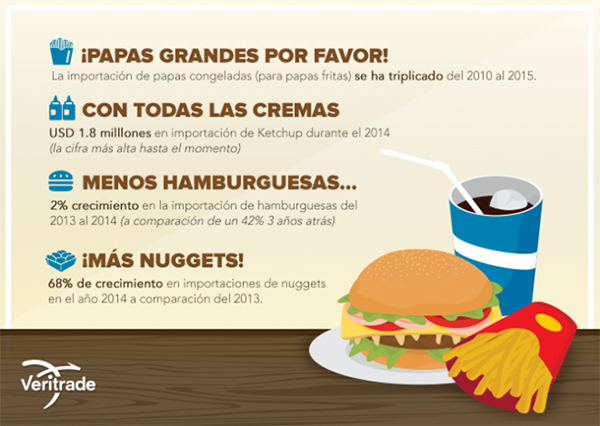 ¡PAPAS GRANDES POR FAVOR!
La importación de papas congeladas (para papas fritas) se ha triplicado del 2010 al 2015.
CON TODAS LAS CREMAS
USD 1.8 milllones en importación de Ketchup durante el 2014
(la cifra más alta hasta el momento)
MENOS HAMBURGUESAS...
2% crecimiento en la importación de hamburguesas del
2013 al 2014 (a comparación de un 42% 3 años atrás)
¡MÁS NUGGETS!
68% de crecimiento en importaciones de nuggets
en el año 2014 a comparación del 2013.
Veritrade